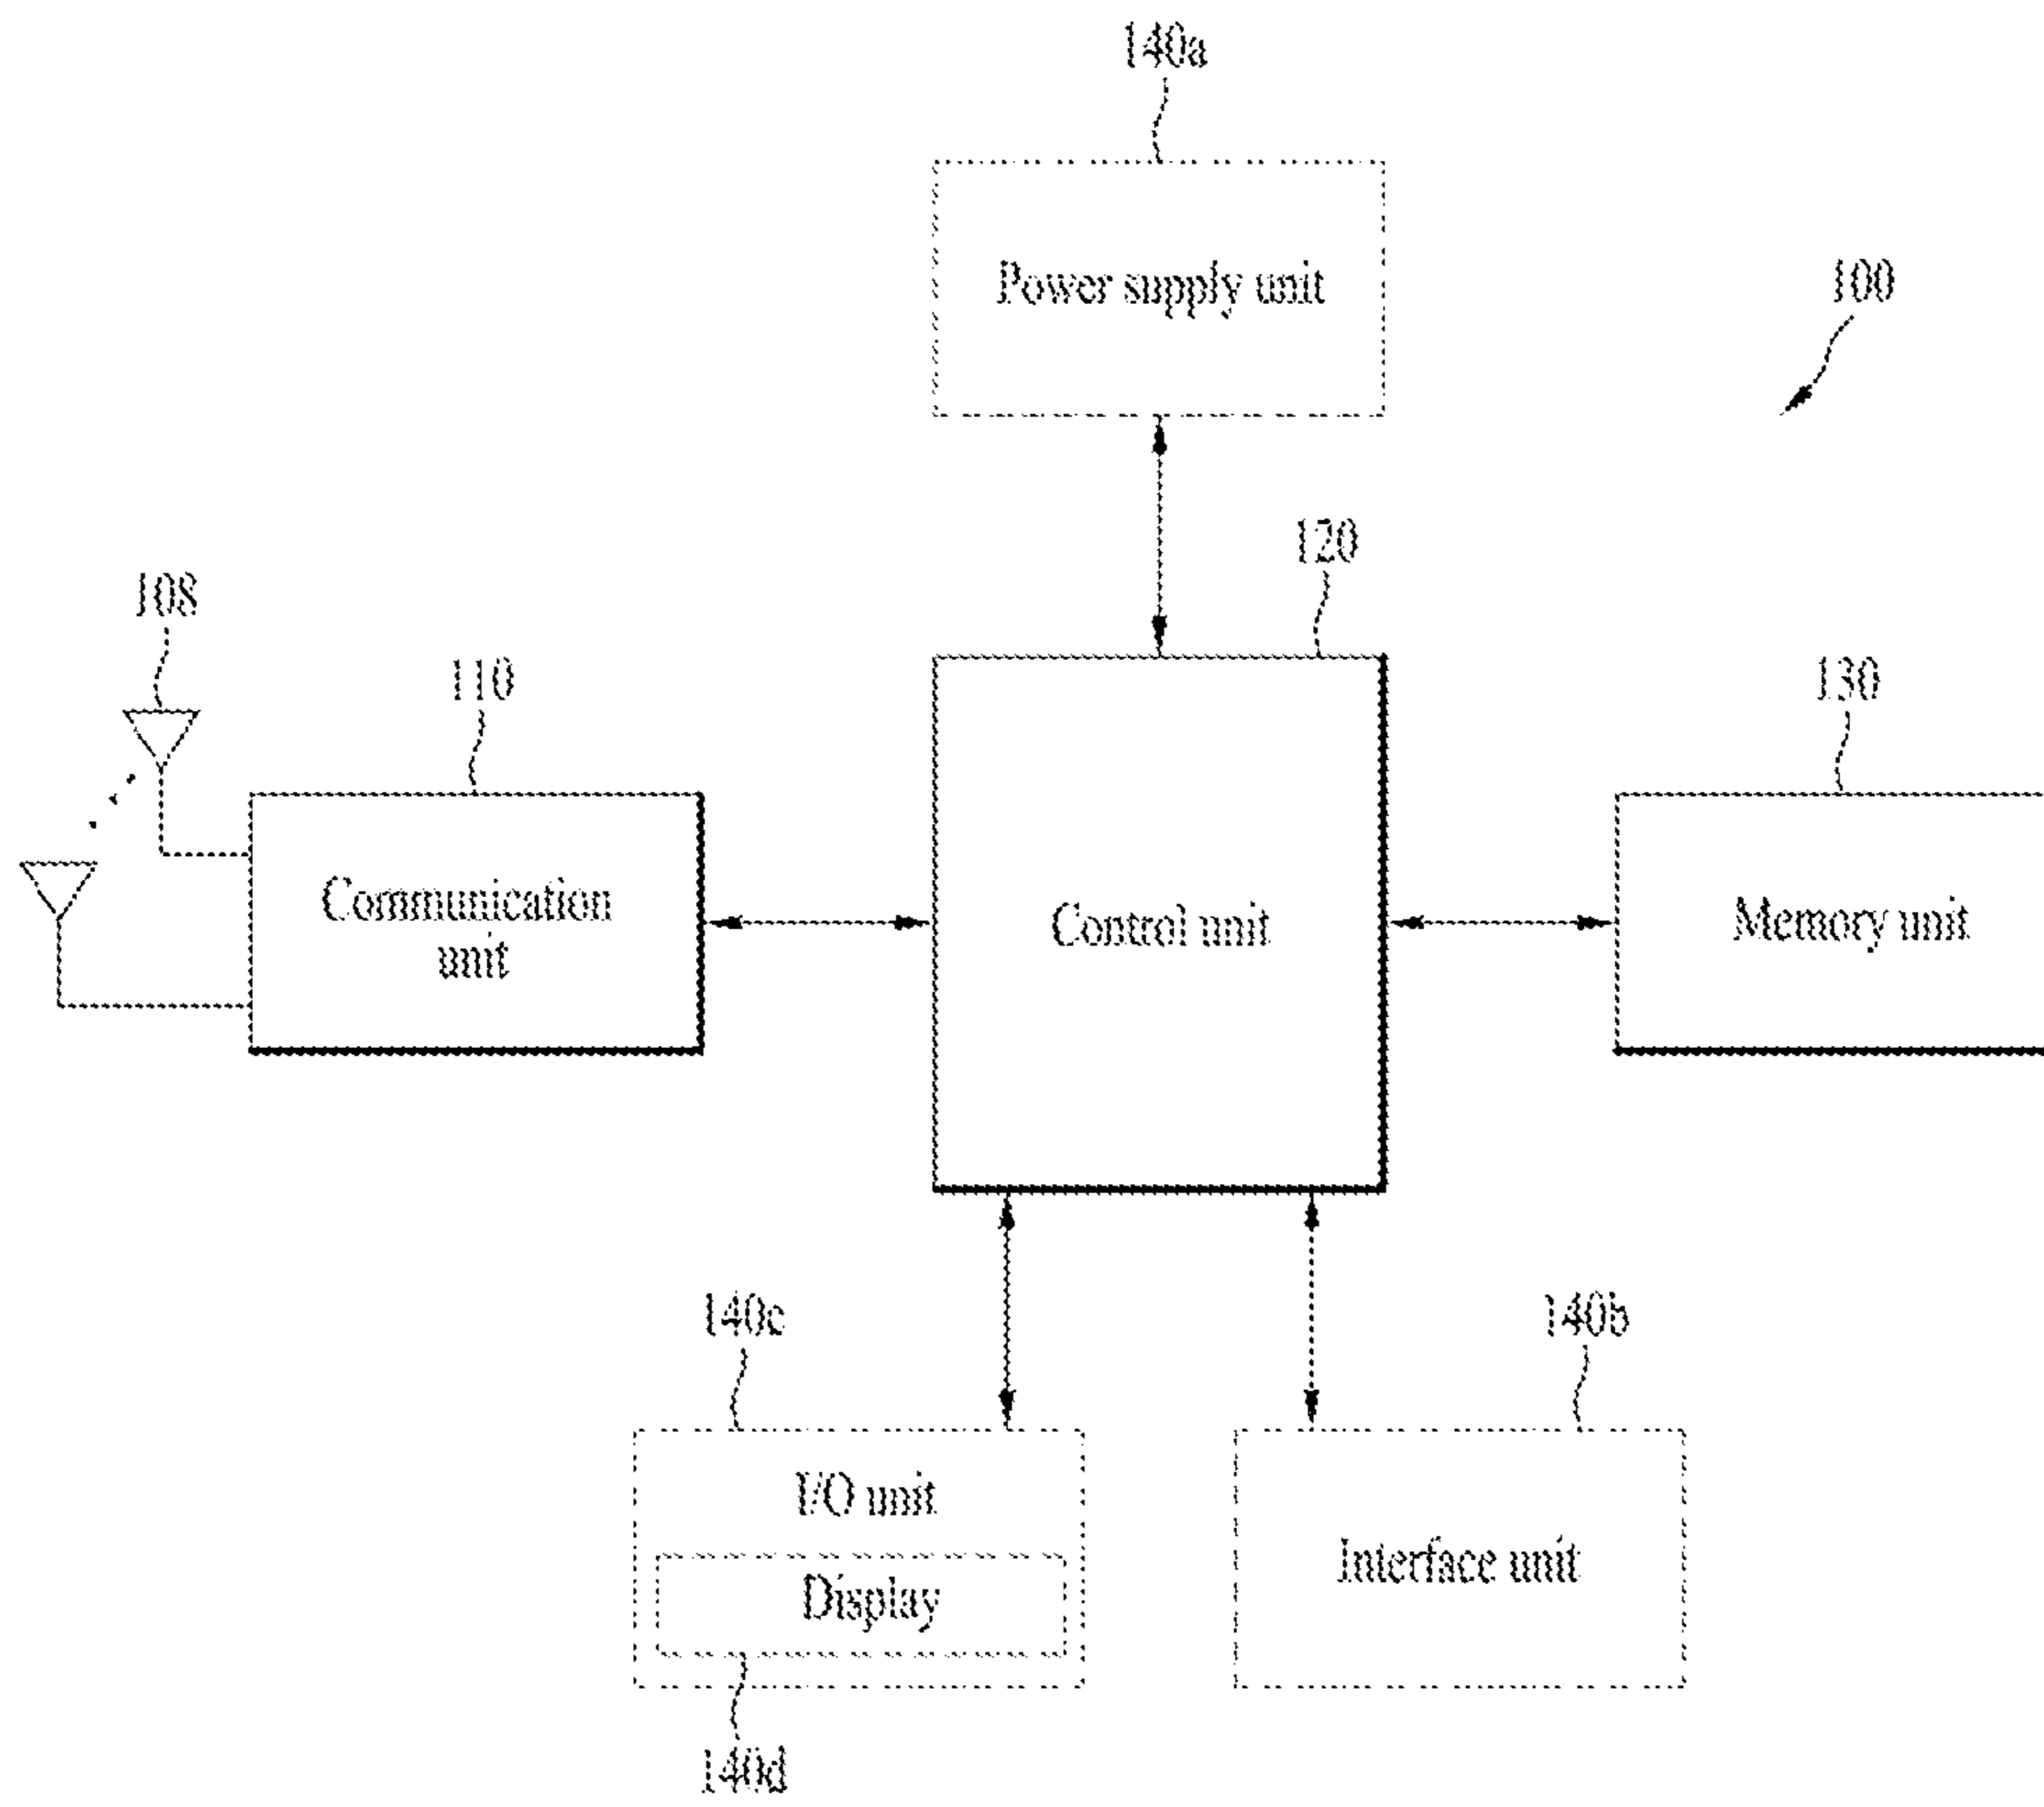 140a
Power supply unit
100
120
108
110
130
Communication
unit
Control unit
Memory unit
140c
140b
I/O unit
Display
Interface unit
140d